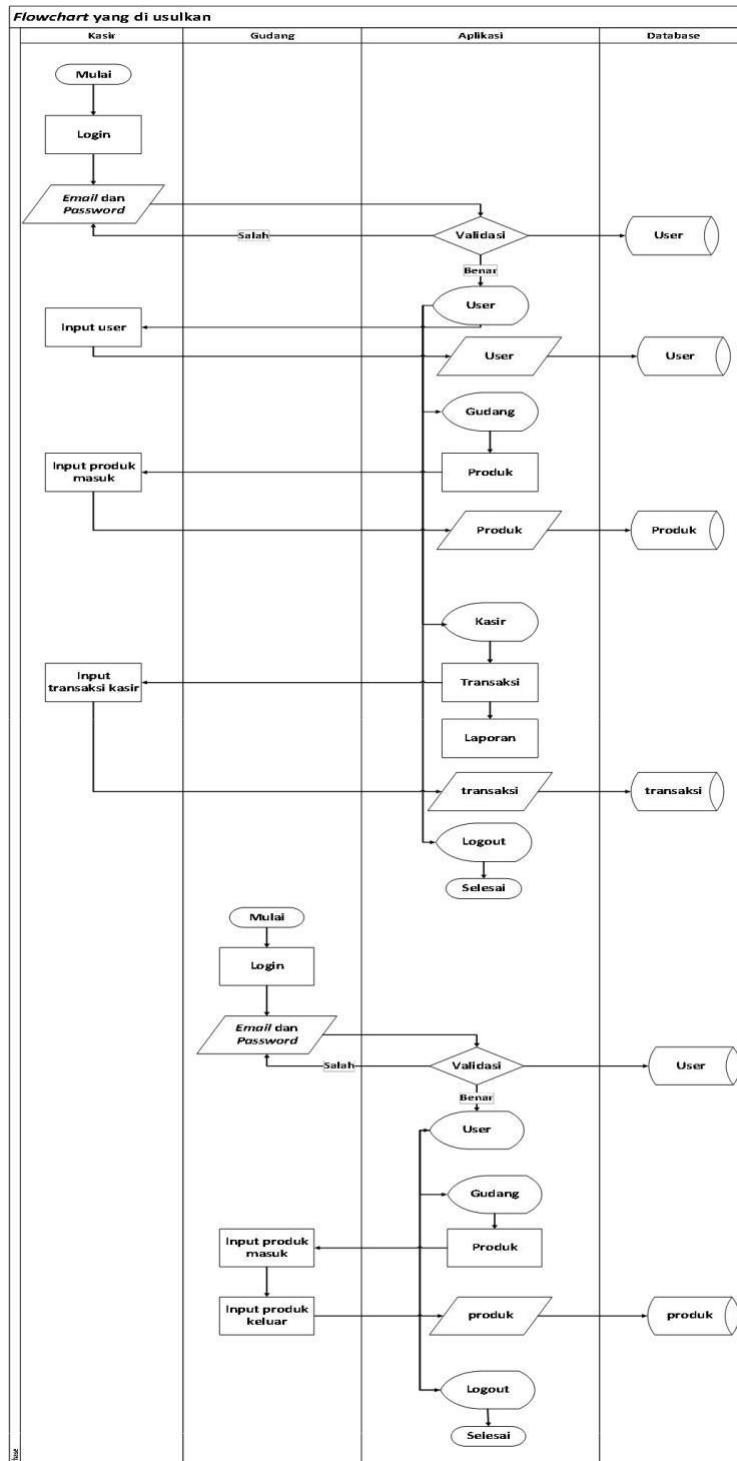 Flowchart yang di usulkan
Kasir
Gudang
Aplikasi
Database
Mulai
Login
Email dan
Password
Salah
Validasi
User
Benar
User
Input user
User
User
Gudang
Input produk
masuk
Produk
Produk
Produk
Kasir
Input
transaksi kasir
Transaksi
Laporan
transaksi
transaksi
Logout
Selesai
Mulai
Login
Email dan
Password
Salah
Validasi
User
Benar
User
Gudang
Input produk
masuk
Produk
Input produk
keluar
produk
produk
Logout
Selesai